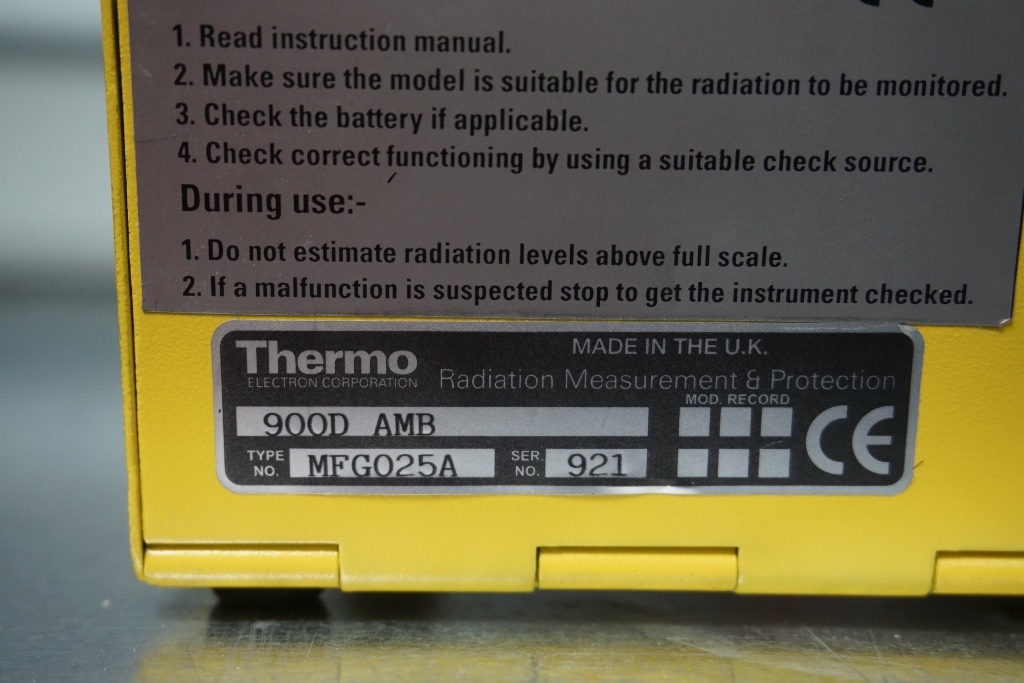 1. Read instruction manual.
2. Make sure the model is suitable for the radiation to be monitored.
3. Check the battery if applicable.
4. Check correct functioning by using a suitable check source.
During use:-
1. Do not estimate radiation levels above full scale.
2. If a malfunction is suspected stop to get the instrument checked.
Thermo
ELECTRON CORPORATION
MADE IN THE U.K.
Radiation Measurement & Protection
900D AMB
MOD. RECORD
TYPE NO. MFG025A SER. NO. 921
CE